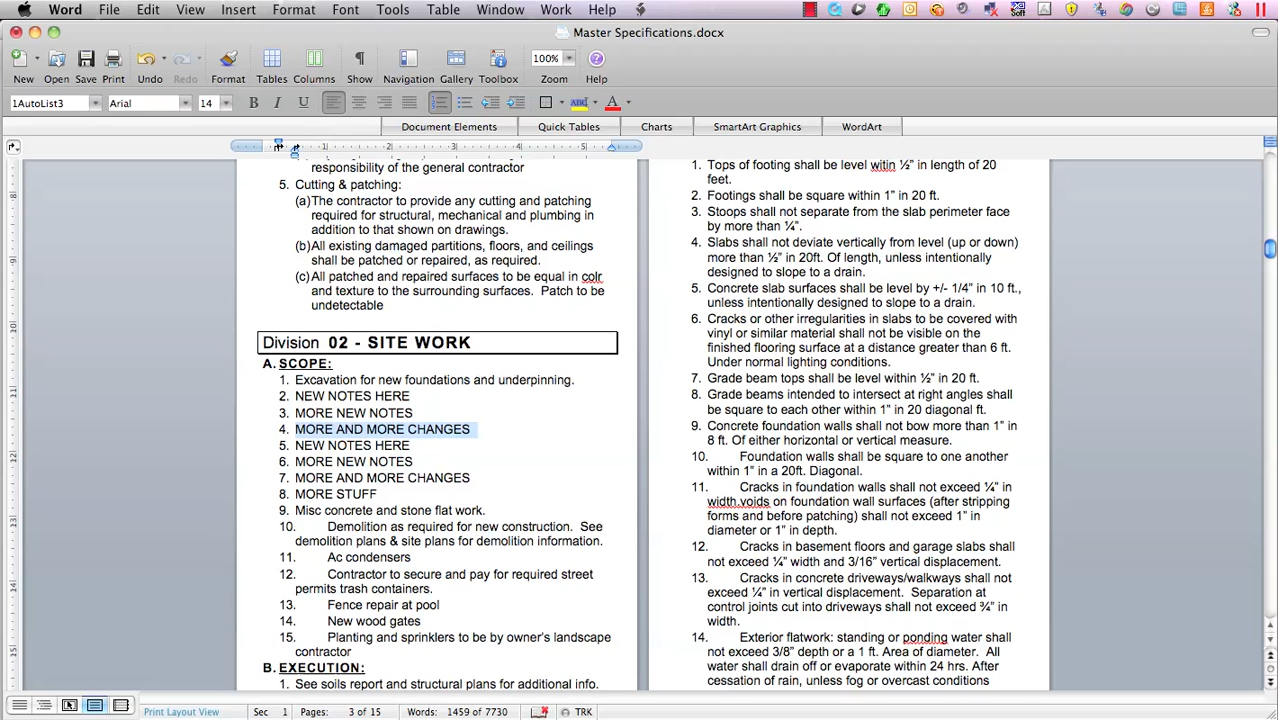 Word File Edit View Insert Format Font Tools Table Window Work Help
Master Specifications.docx
New Open Save Print Undo Redo Format Tables Columns Show Navigation Gallery Toolbox 100% Zoom Help
1AutoList3 Arial 14 B I U ABC A
Document Elements Quick Tables Charts SmartArt Graphics WordArt
1 2 3 4 5
responsibility of the general contractor
5. Cutting & patching:
(a)The contractor to provide any cutting and patching
required for structural, mechanical and plumbing in
addition to that shown on drawings.
(b)All existing damaged partitions, floors, and ceilings
shall be patched or repaired, as required.
(c)All patched and repaired surfaces to be equal in colr
and texture to the surrounding surfaces. Patch to be
undetectable
Division 02 - SITE WORK
A. SCOPE:
1. Excavation for new foundations and underpinning.
2. NEW NOTES HERE
3. MORE NEW NOTES
4. MORE AND MORE CHANGES
5. NEW NOTES HERE
6. MORE NEW NOTES
7. MORE AND MORE CHANGES
8. MORE STUFF
9. Misc concrete and stone flat work.
10. Demolition as required for new construction. See
demolition plans & site plans for demolition information.
11. Ac condensers
12. Contractor to secure and pay for required street
permits trash containers.
13. Fence repair at pool
14. New wood gates
15. Planting and sprinklers to be by owner's landscape
contractor
B. EXECUTION:
1. See soils report and structural plans for additional info.
1. Tops of footing shall be level witin ½" in length of 20
feet.
2. Footings shall be square within 1" in 20 ft.
3. Stoops shall not separate from the slab perimeter face
by more than ¼".
4. Slabs shall not deviate vertically from level (up or down)
more than ½" in 20ft. Of length, unless intentionally
designed to slope to a drain.
5. Concrete slab surfaces shall be level by +/- 1/4" in 10 ft.,
unless intentionally designed to slope to a drain.
6. Cracks or other irregularities in slabs to be covered with
vinyl or similar material shall not be visible on the
finished flooring surface at a distance greater than 6 ft.
Under normal lighting conditions.
7. Grade beam tops shall be level within ½" in 20 ft.
8. Grade beams intended to intersect at right angles shall
be square to each other within 1" in 20 diagonal ft.
9. Concrete foundation walls shall not bow more than 1" in
8 ft. Of either horizontal or vertical measure.
10. Foundation walls shall be square to one another
within 1" in a 20ft. Diagonal.
11. Cracks in foundation walls shall not exceed ¼" in
width.voids on foundation wall surfaces (after stripping
forms and before patching) shall not exceed 1" in
diameter or 1" in depth.
12. Cracks in basement floors and garage slabs shall
not exceed ¼" width and 3/16" vertical displacement.
13. Cracks in concrete driveways/walkways shall not
exceed ¼" in vertical displacement. Separation at
control joints cut into driveways shall not exceed ¾" in
width.
14. Exterior flatwork: standing or ponding water shall
not exceed 3/8" depth or a 1 ft. Area of diameter. All
water shall drain off or evaporate within 24 hrs. After
cessation of rain, unless fog or overcast conditions
Print Layout View Sec 1 Pages: 3 of 15 Words: 1459 of 7730 TRK